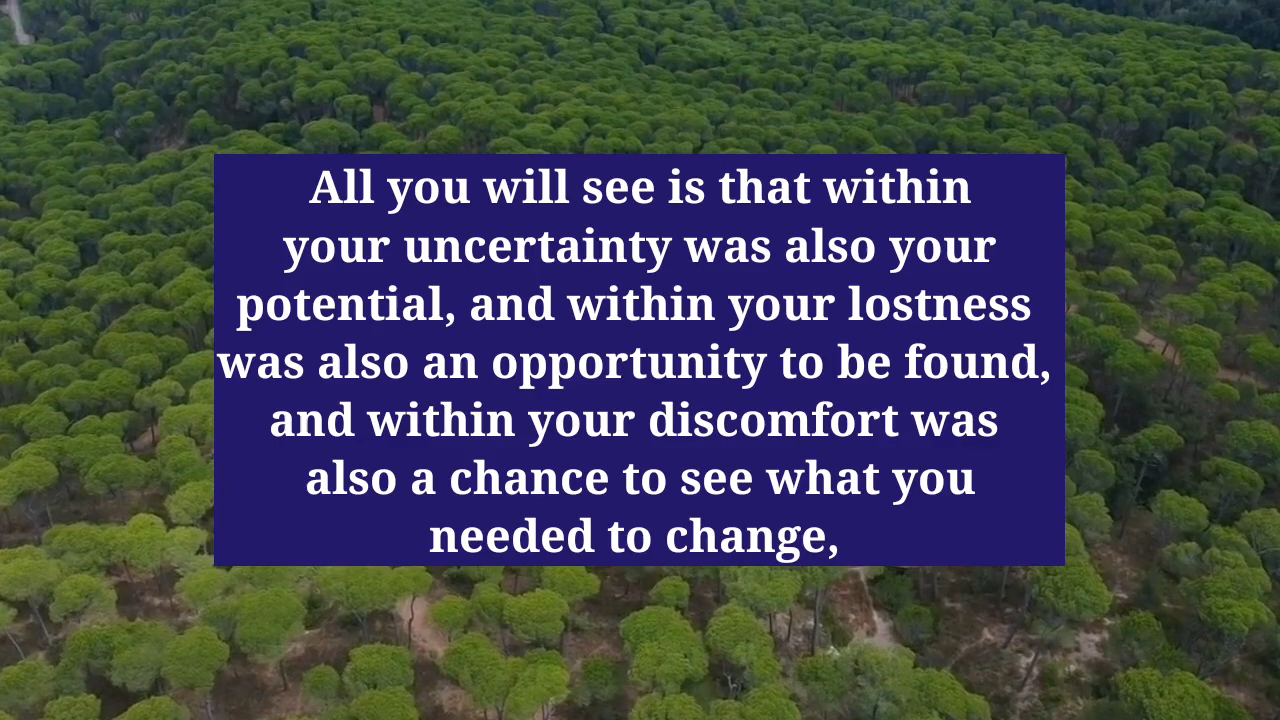 All you will see is that within
your uncertainty was also your
potential, and within your lostness
was also an opportunity to be found,
and within your discomfort was
also a chance to see what you
needed to change,